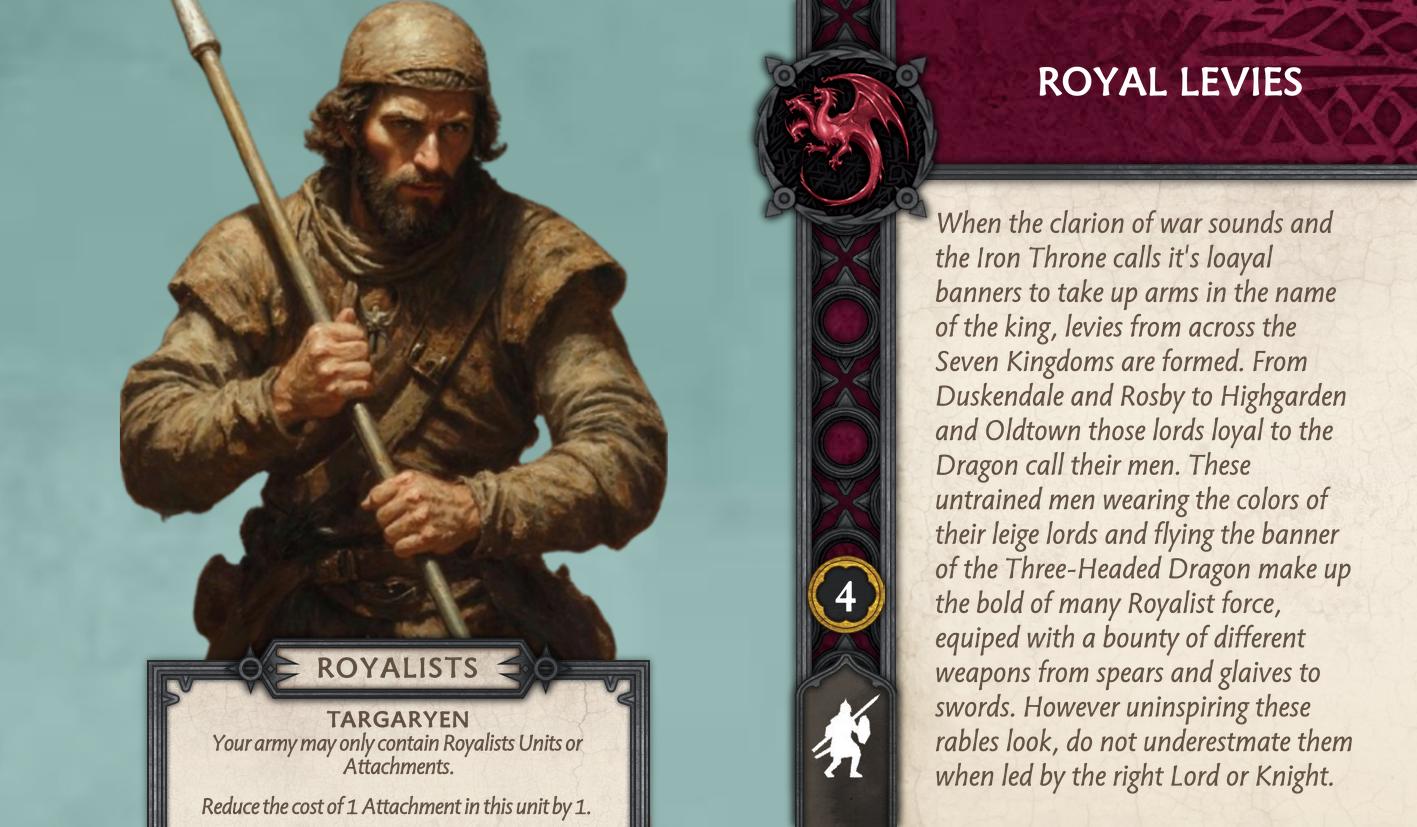 ROYALISTS
TARGARYEN
Your army may only contain Royalists Units or
Attachments.
Reduce the cost of 1 Attachment in this unit by 1.
ROYAL LEVIES
When the clarion of war sounds and
the Iron Throne calls it's loayal
banners to take up arms in the name
of the king, levies from across the
Seven Kingdoms are formed. From
Duskendale and Rosby to Highgarden
and Oldtown those lords loyal to the
Dragon call their men. These
untrained men wearing the colors of
their leige lords and flying the banner
of the Three-Headed Dragon make up
the bold of many Royalist force,
equiped with a bounty of different
weapons from spears and glaives to
swords. However uninspiring these
rables look, do not underestmate them
when led by the right Lord or Knight.
4